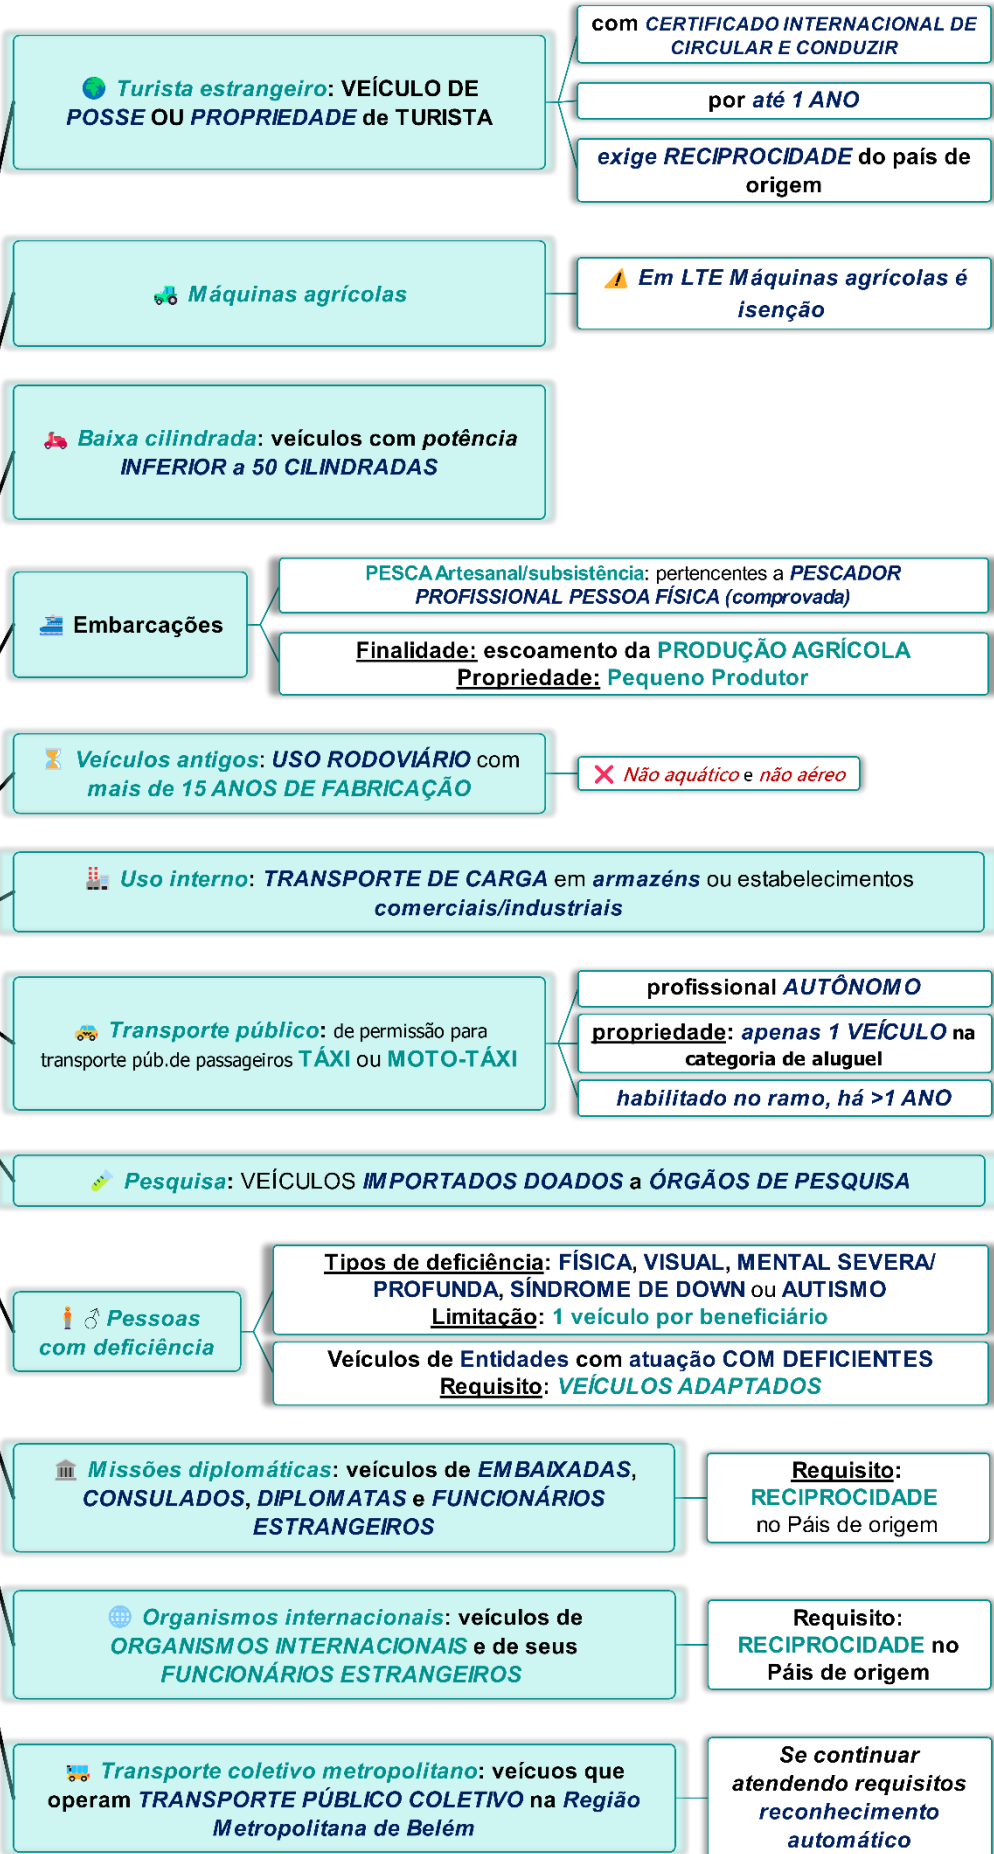 Turista estrangeiro: VEÍCULO DE
POSSE OU PROPRIEDADE de TURISTA
com CERTIFICADO INTERNACIONAL DE
CIRCULAR E CONDUZIR
por até 1 ANO
exige RECIPROCIDADE do país de
origem
Máquinas agrícolas
Em LTE Máquinas agrícolas é
isenção
Baixa cilindrada: veículos com potência
INFERIOR a 50 CILINDRADAS
Embarcações
PESCA Artesanal/subsistência: pertencentes a PESCADOR
PROFISSIONAL PESSOA FÍSICA (comprovada)
Finalidade: escoamento da PRODUÇÃO AGRÍCOLA
Propriedade: Pequeno Produtor
Veículos antigos: USO RODOVIÁRIO com
mais de 15 ANOS DE FABRICAÇÃO
Não aquático e não aéreo
Uso interno: TRANSPORTE DE CARGA em armazéns ou estabelecimentos
comerciais/industriais
Transporte público: de permissão para
transporte púb.de passageiros TÁXI ou MOTO-TÁXI
profissional AUTÔNOMO
propriedade: apenas 1 VEÍCULO na
categoria de aluguel
habilitado no ramo, há >1 ANO
Pesquisa: VEÍCULOS IMPORTADOS DOADOS a ÓRGÃOS DE PESQUISA
Pessoas
com deficiência
Tipos de deficiência: FÍSICA, VISUAL, MENTAL SEVERA/
PROFUNDA, SÍNDROME DE DOWN ou AUTISMO
Limitação: 1 veículo por beneficiário
Veículos de Entidades com atuação COM DEFICIENTES
Requisito: VEÍCULOS ADAPTADOS
Missões diplomáticas: veículos de EMBAIXADAS,
CONSULADOS, DIPLOMATAS e FUNCIONÁRIOS
ESTRANGEIROS
Requisito:
RECIPROCIDADE
no Páis de origem
Organismos internacionais: veículos de
ORGANISMOS INTERNACIONAIS e de seus
FUNCIONÁRIOS ESTRANGEIROS
Requisito:
RECIPROCIDADE no
Páis de origem
Transporte coletivo metropolitano: veícuos que
operam TRANSPORTE PÚBLICO COLETIVO na Região
Metropolitana de Belém
Se continuar
atendendo requisitos
reconhecimento
automático